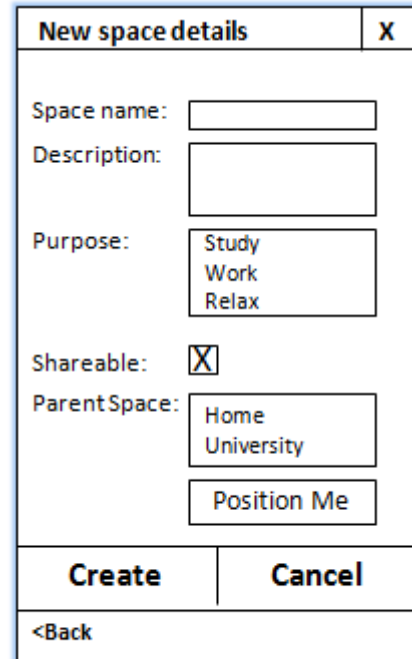 New space details X
Space name:
Description:
Purpose: Study
Work
Relax
Shareable: X
Parent Space: Home
University
Position Me
Create Cancel
<Back